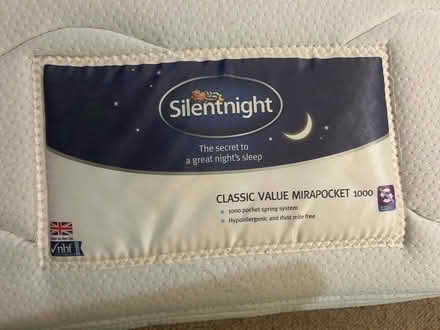 Silentnight
The secret to
a great night's sleep
CLASSIC VALUE MIRAPOCKET 1000
1000 pocket spring system
Hypoallergenic and dust mite free
nbf